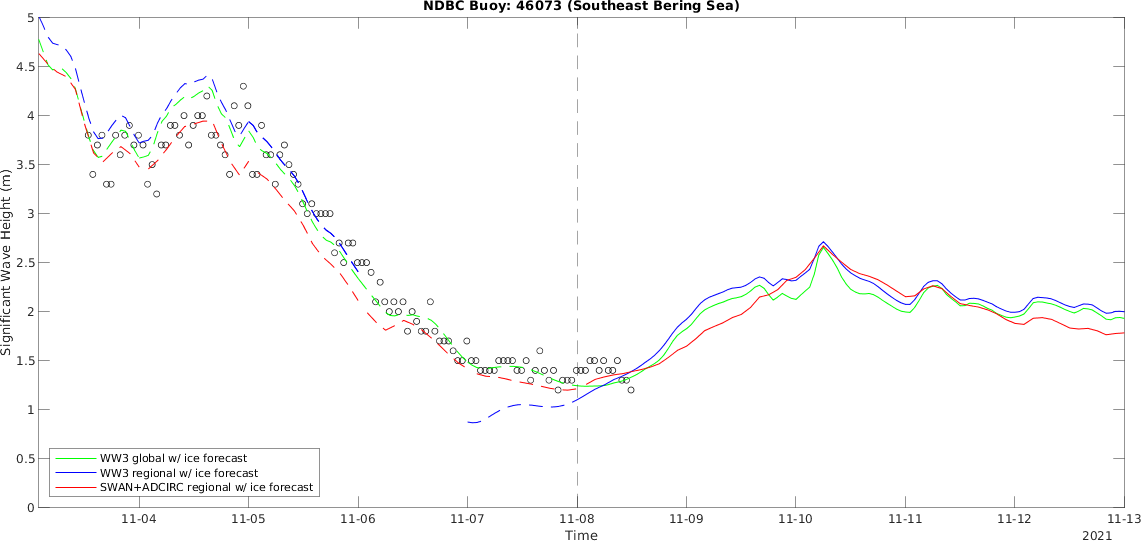 NDBC Buoy: 46073 (Southeast Bering Sea)
Significant Wave Height (m)
5
4.5
4
3.5
3
2.5
2
1.5
1
0.5
0
WW3 global w/ ice forecast
WW3 regional w/ ice forecast
SWAN+ADCIRC regional w/ ice forecast
11-04 11-05 11-06 11-07 11-08 11-09 11-10 11-11 11-12 11-13
Time
2021